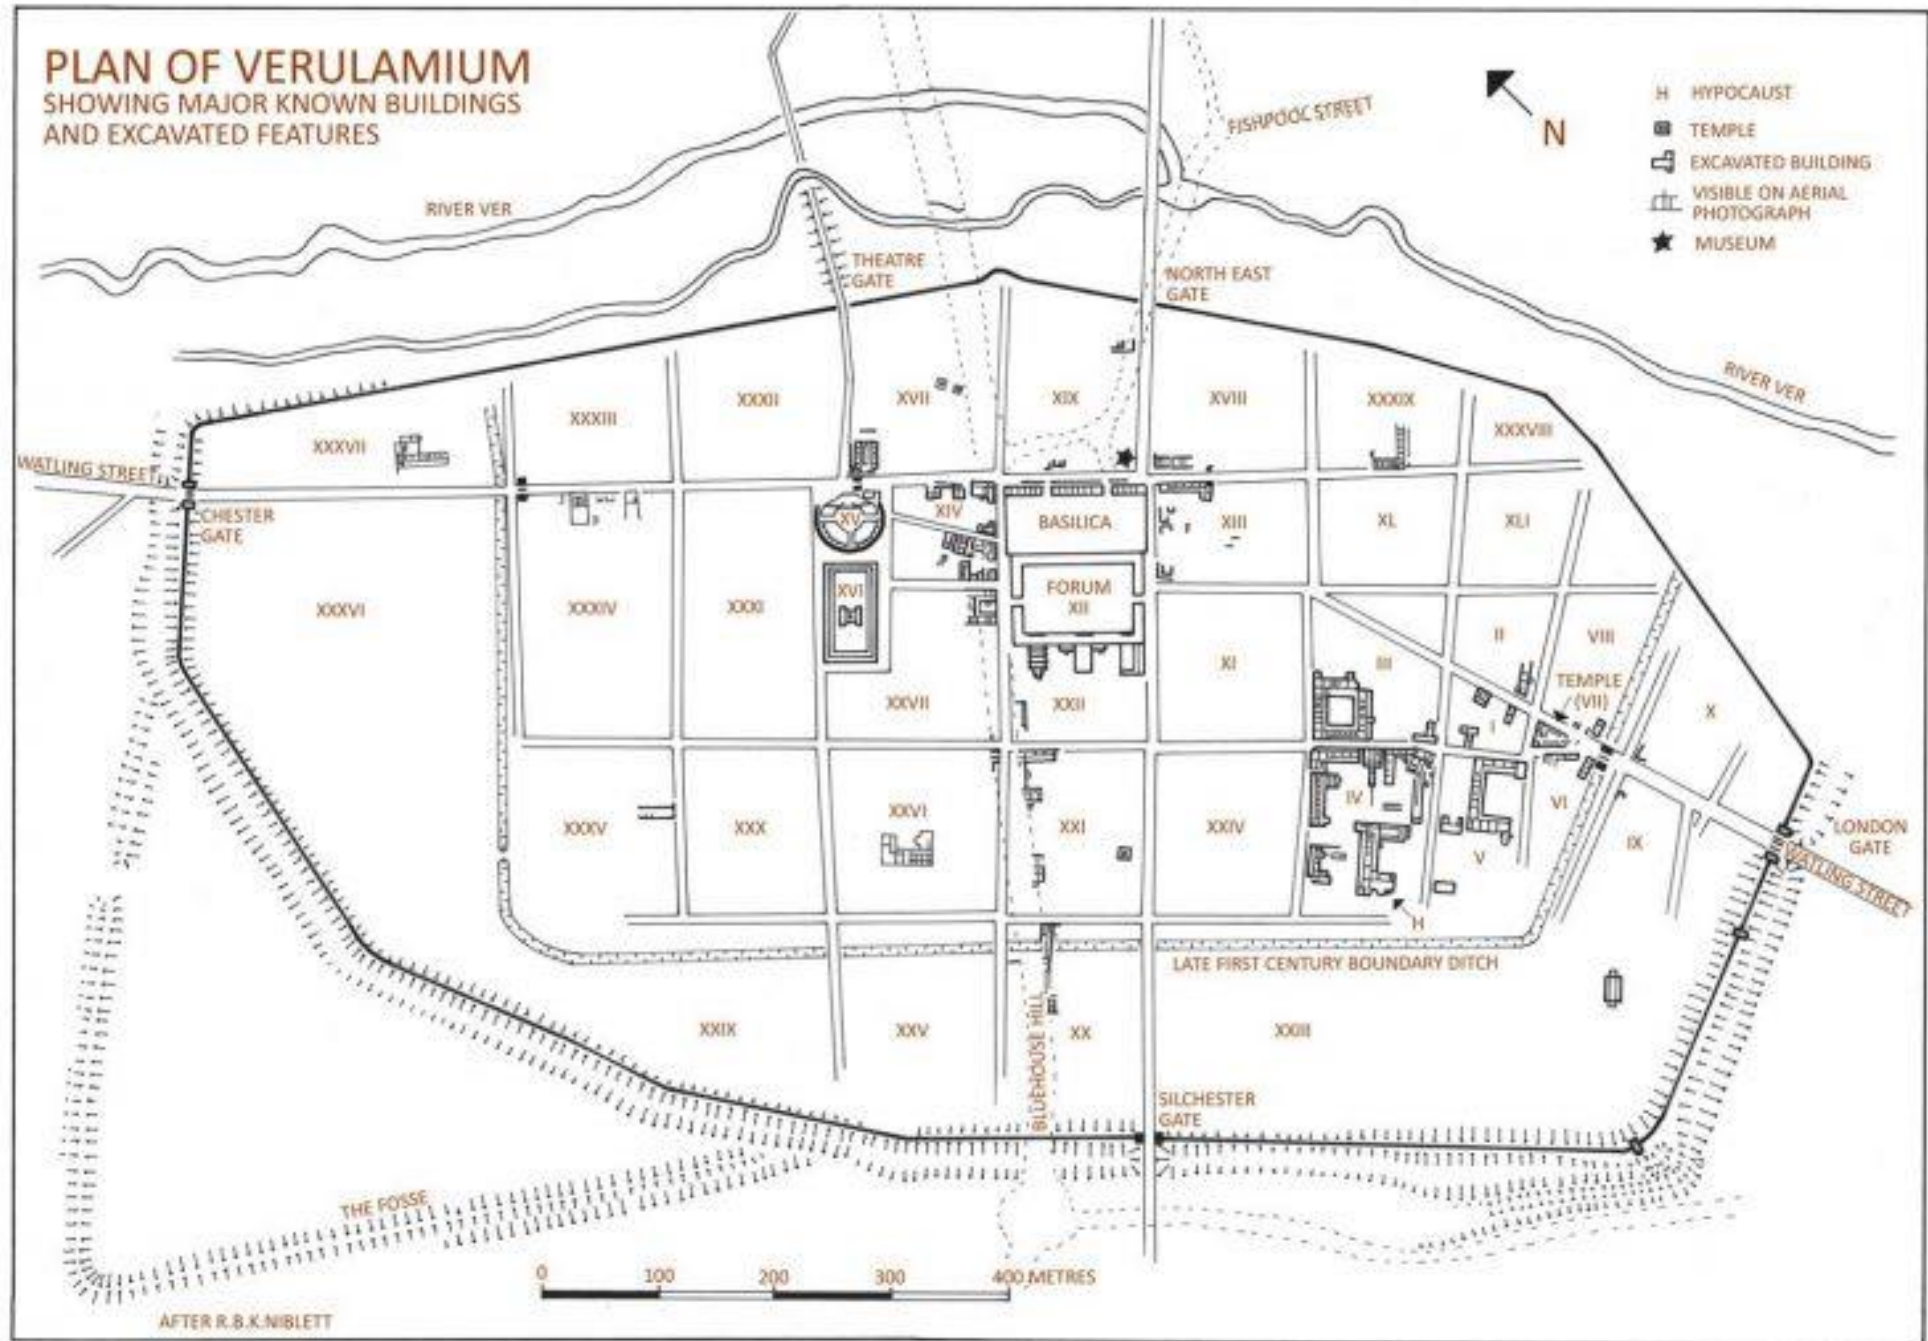 PLAN OF VERULAMIUM
SHOWING MAJOR KNOWN BUILDINGS
AND EXCAVATED FEATURES
N
H HYPOCAUST
TEMPLE
EXCAVATED BUILDING
VISIBLE ON AERIAL
PHOTOGRAPH
MUSEUM
FISHPOOL STREET
RIVER VER
THEATRE
GATE
NORTH EAST
GATE
RIVER VER
XXXIII
XXXII
XVII
XIX
XVIII
XXXIX
XXXVIII
XXXVII
WATLING STREET
CHESTER
GATE
XV
XIV
BASILICA
XIII
XL
XLI
XXXVI
XXXIV
XXXI
XVI
FORUM
XII
II
VIII
XI
III
TEMPLE
(VII)
XXVII
XXII
I
X
XXXV
XXX
XXVI
XXI
XXIV
IV
VI
V
IX
LONDON
GATE
WATLING STREET
H
LATE FIRST CENTURY BOUNDARY DITCH
XXIX
XXV
BLUEHOUSE HILL
XX
XXIII
SILCHESTER
GATE
THE FOSSE
0 100 200 300 400 METRES
AFTER R.B.K.NIBLETT